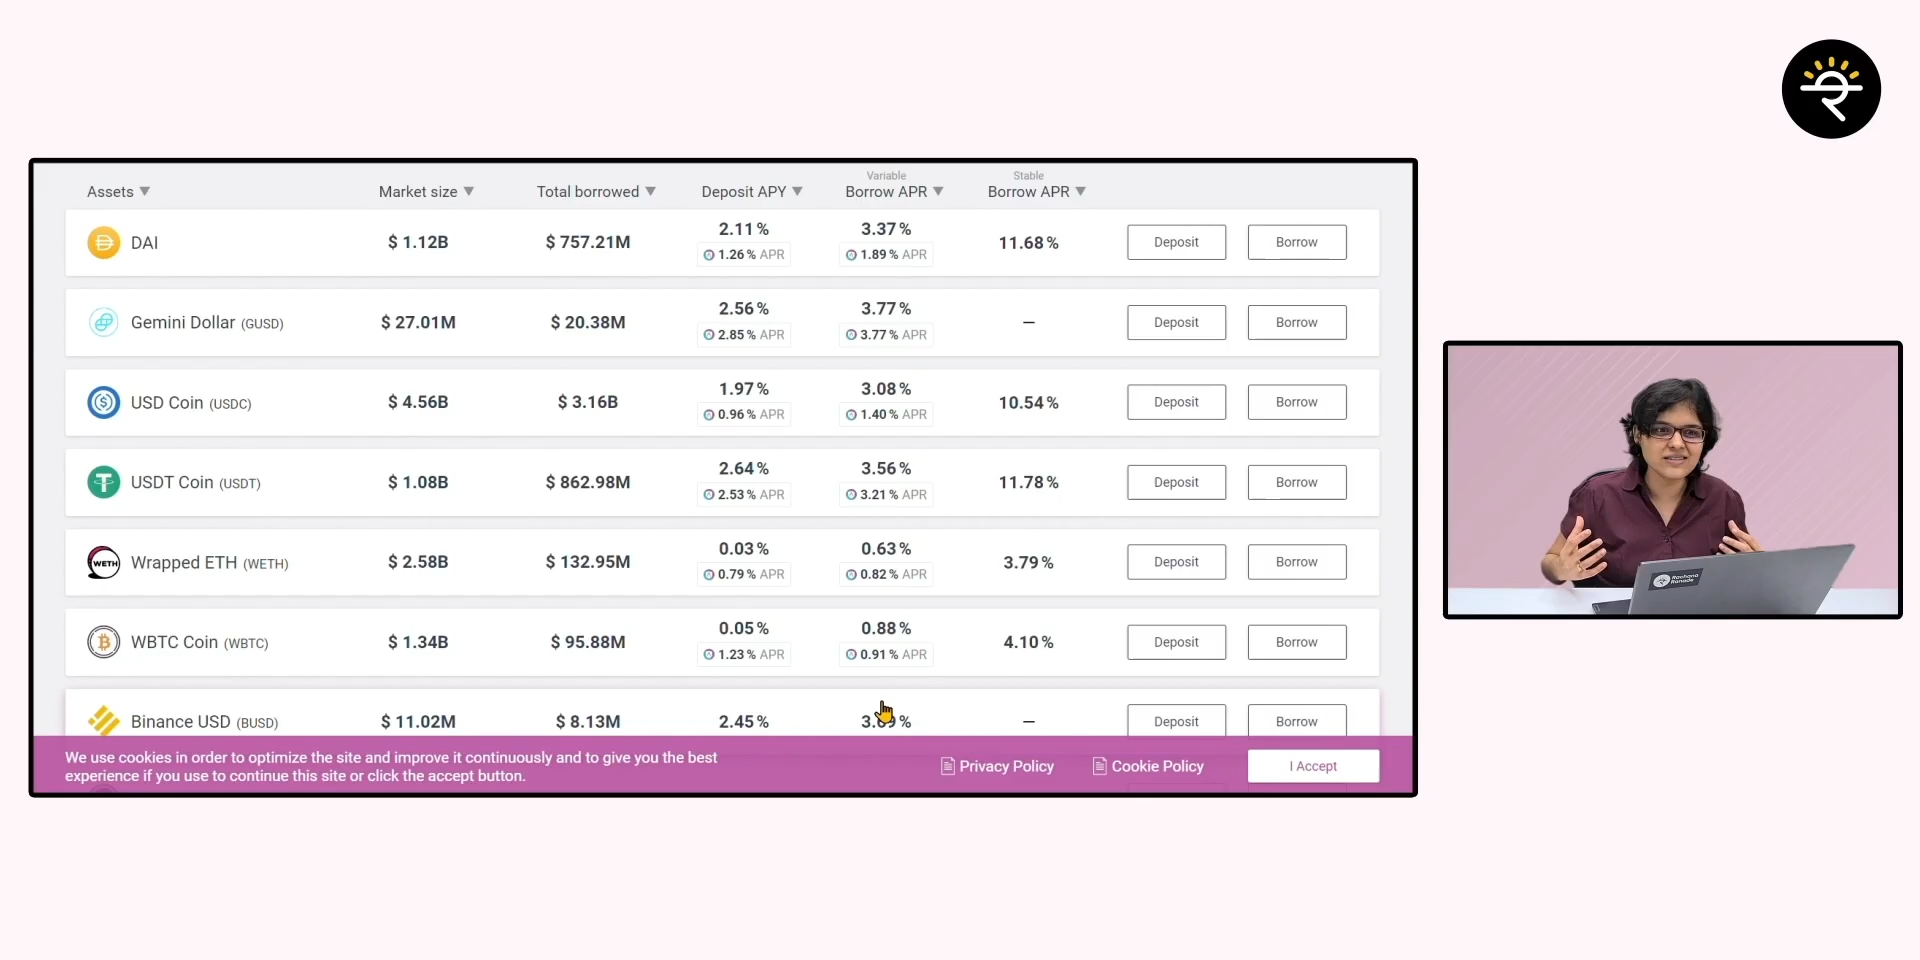 Assets ▼ Market size ▼ Total borrowed ▼ Deposit APY ▼ Variable Borrow APR ▼ Stable Borrow APR ▼
DAI $ 1.12B $ 757.21M 2.11 % 3.37 % 11.68 % Deposit Borrow
1.26 % APR 1.89 % APR
Gemini Dollar (GUSD) $ 27.01M $ 20.38M 2.56 % 3.77 % — Deposit Borrow
2.85 % APR 3.77 % APR
USD Coin (USDC) $ 4.56B $ 3.16B 1.97 % 3.08 % 10.54 % Deposit Borrow
0.96 % APR 1.40 % APR
USDT Coin (USDT) $ 1.08B $ 862.98M 2.64 % 3.56 % 11.78 % Deposit Borrow
2.53 % APR 3.21 % APR
WETH Wrapped ETH (WETH) $ 2.58B $ 132.95M 0.03 % 0.63 % 3.79 % Deposit Borrow
0.79 % APR 0.82 % APR
WBTC Coin (WBTC) $ 1.34B $ 95.88M 0.05 % 0.88 % 4.10 % Deposit Borrow
1.23 % APR 0.91 % APR
Binance USD (BUSD) $ 11.02M $ 8.13M 2.45 % — Deposit Borrow
We use cookies in order to optimize the site and improve it continuously and to give you the best
experience if you use to continue this site or click the accept button.
Privacy Policy Cookie Policy I Accept
Rachana
Ranade